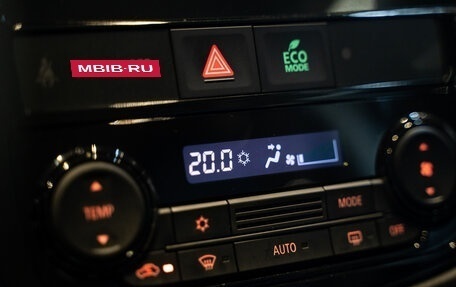 MBIB-RU
ECO
MODE
20.0
TEMP
MODE
AUTO
OFF